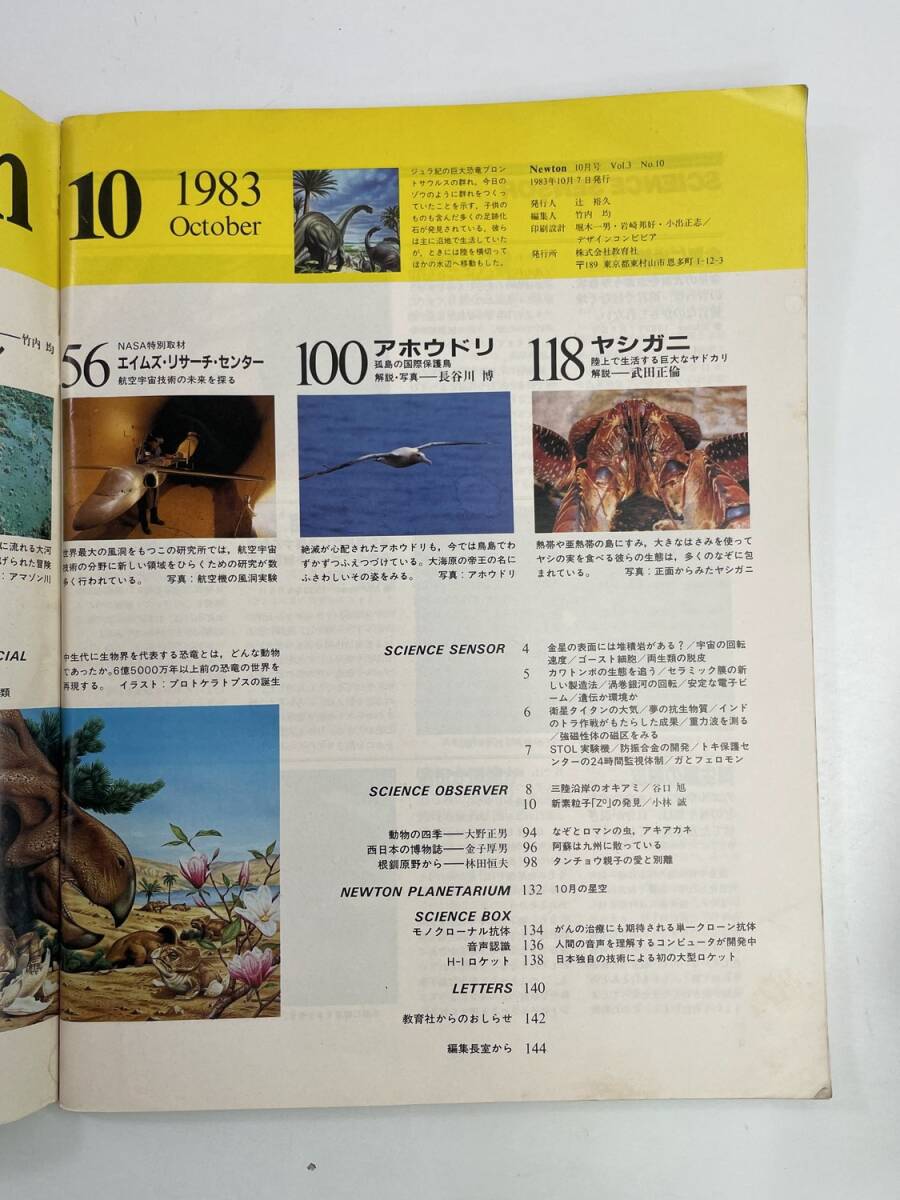 n
10
1983
October
ジュラ紀の巨大恐竜ブロン
トサウルスの群れ。今日の
ゾウのように群れをつくっ
ていたことを示す，子供の
ものも含んだ多くの足跡化
石が発見されている。彼ら
は主に沼地で生活していた
が，ときには陸を横切って
ほかの水辺へ移動もした。
Newton 10月号 Vol.3 No.10
1983年10月7日発行
発行人 辻 裕久
編集人 竹内 均
印刷設計 堀木一男・岩崎邦好・小出正志／
デザインコンビビア
発行所 株式会社教育社
〒189 東京都東村山市恩多町1-12-3
竹内 均
56
NASA特別取材
エイムズ・リサーチ・センター
航空宇宙技術の未来を探る
100
アホウドリ
孤島の国際保護鳥
解説・写真——長谷川 博
118
ヤシガニ
陸上で生活する巨大なヤドカリ
解説——武田正倫
に流れる大河
げられた冒険
：アマゾン川
世界最大の風洞をもつこの研究所では，航空宇宙
技術の分野に新しい領域をひらくための研究が数
多く行われている。 写真：航空機の風洞実験
絶滅が心配されたアホウドリも，今では鳥島でわ
ずかずつふえつづけている。大海原の帝王の名に
ふさわしいその姿をみる。 写真：アホウドリ
熱帯や亜熱帯の島にすみ，大きなはさみを使って
ヤシの実を食べる彼らの生態は，多くのなぞに包
まれている。 写真：正面からみたヤシガニ
CIAL
類
中生代に生物界を代表する恐竜とは，どんな動物
であったか。6億5000万年以上前の恐竜の世界を
再現する。 イラスト：プロトケラトプスの誕生
SCIENCE SENSOR 4 金星の表面には堆積岩がある？／宇宙の回転
速度／ゴースト細胞／両生類の脱皮
5 カワトンボの生態を追う／セラミック膜の新
しい製造法／渦巻銀河の回転／安定な電子ビ
ーム／遺伝か環境か
6 衛星タイタンの大気／夢の抗生物質／インド
のトラ作戦がもたらした成果／重力波を測る
／強磁性体の磁区をみる
7 STOL実験機／防振合金の開発／トキ保護セ
ンターの24時間監視体制／ガとフェロモン
SCIENCE OBSERVER 8 三陸沿岸のオキアミ／谷口 旭
10 新素粒子「Z⁰」の発見／小林 誠
動物の四季——大野正男 94 なぞとロマンの虫，アキアカネ
西日本の博物誌——金子厚男 96 阿蘇は九州に散っている
根釧原野から——林田恒夫 98 タンチョウ親子の愛と別離
NEWTON PLANETARIUM 132 10月の星空
SCIENCE BOX
モノクローナル抗体 134 がんの治療にも期待される単一クローン抗体
音声認識 136 人間の音声を理解するコンピュータが開発中
H-Iロケット 138 日本独自の技術による初の大型ロケット
LETTERS 140
教育社からのおしらせ 142
編集長室から 144